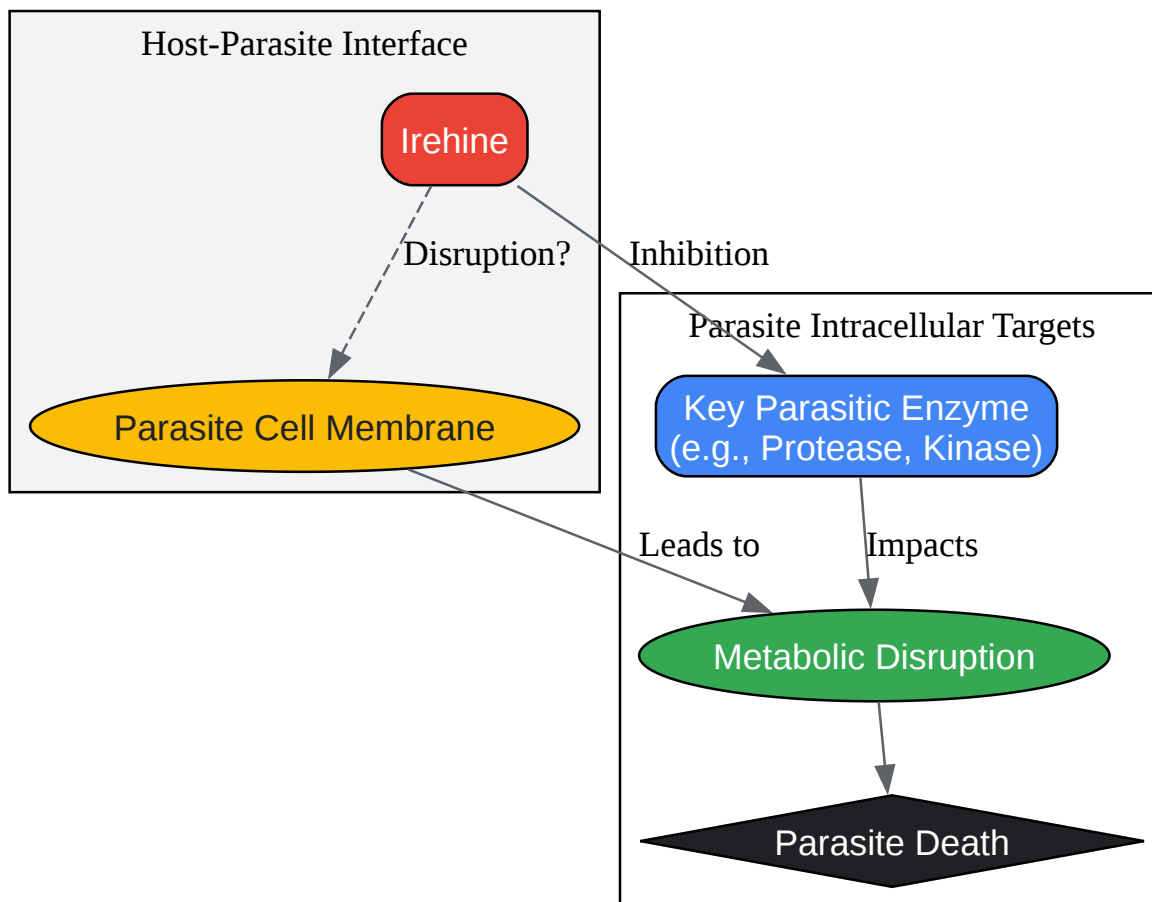 Host-Parasite Interface
Irehine
Disruption?
Inhibition
Parasite Intracellular Targets
Parasite Cell Membrane
Key Parasitic Enzyme
(e.g., Protease, Kinase)
Leads to
Impacts
Metabolic Disruption
Parasite Death